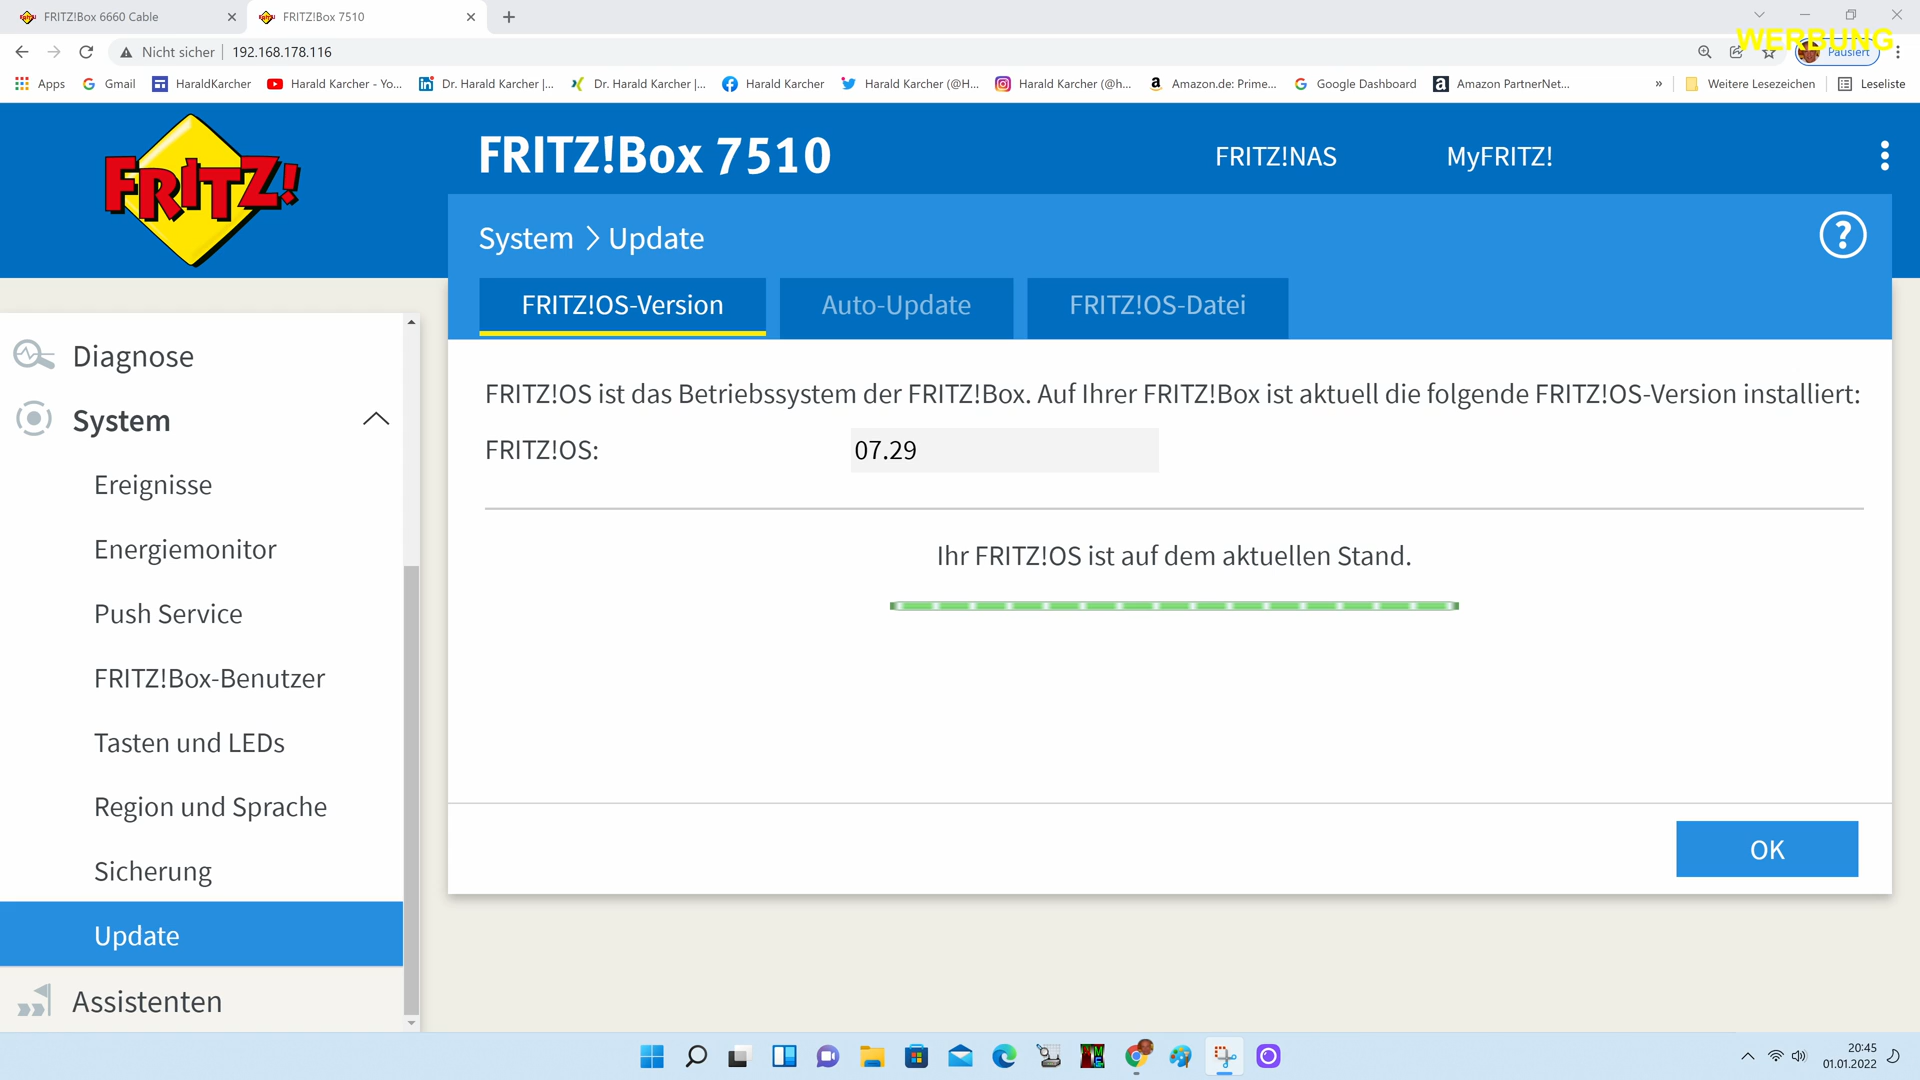 FRITZ!Box 6660 Cable
FRITZ!Box 7510
Nicht sicher
192.168.178.116
WERBUNG
Pausiert
Apps
Gmail
HaraldKarcher
Harald Karcher - Yo...
Dr. Harald Karcher |...
Dr. Harald Karcher |...
Harald Karcher
Harald Karcher (@H...
Harald Karcher (@h...
Amazon.de: Prime...
Google Dashboard
Amazon PartnerNet...
»
Weitere Lesezeichen
Leseliste
FRITZ!
FRITZ!Box 7510
FRITZ!NAS
MyFRITZ!
System > Update
?
FRITZ!OS-Version
Auto-Update
FRITZ!OS-Datei
Diagnose
System
Ereignisse
Energiemonitor
Push Service
FRITZ!Box-Benutzer
Tasten und LEDs
Region und Sprache
Sicherung
Update
Assistenten
FRITZ!OS ist das Betriebssystem der FRITZ!Box. Auf Ihrer FRITZ!Box ist aktuell die folgende FRITZ!OS-Version installiert:
FRITZ!OS:
07.29
Ihr FRITZ!OS ist auf dem aktuellen Stand.
OK
20:45
01.01.2022